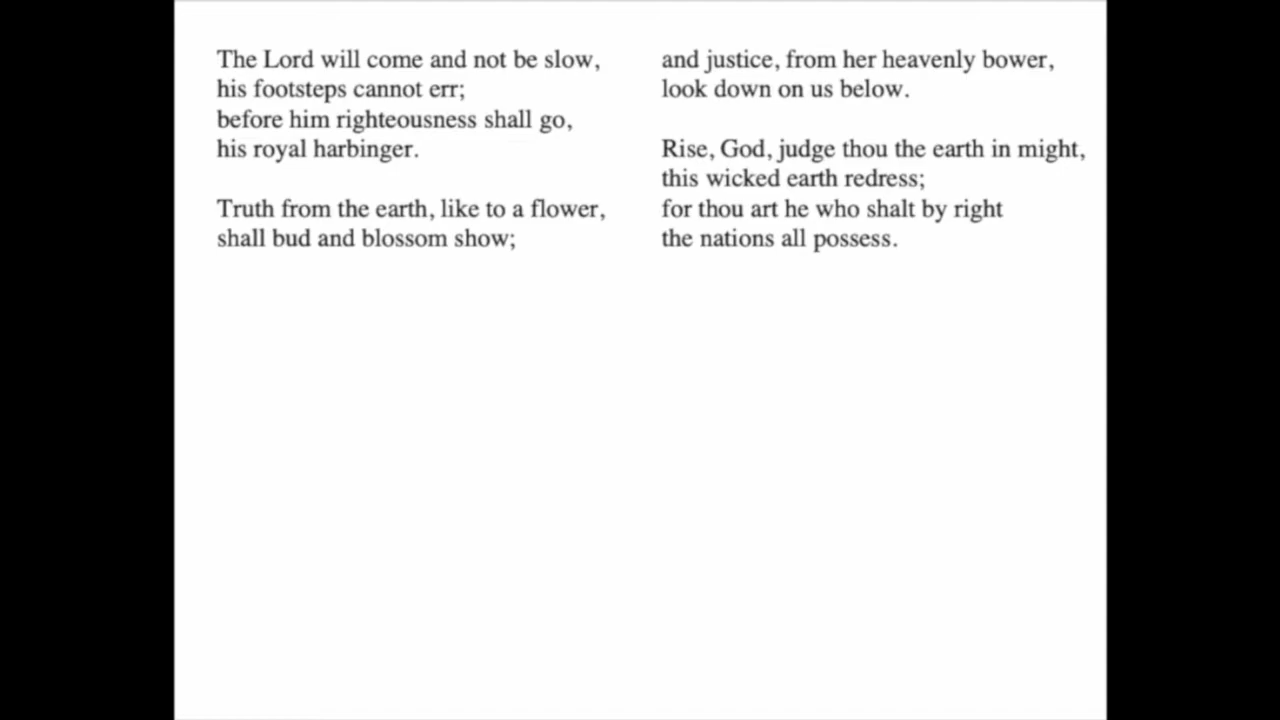 The Lord will come and not be slow,
his footsteps cannot err;
before him righteousness shall go,
his royal harbinger.
Truth from the earth, like to a flower,
shall bud and blossom show;
and justice, from her heavenly bower,
look down on us below.
Rise, God, judge thou the earth in might,
this wicked earth redress;
for thou art he who shalt by right
the nations all possess.